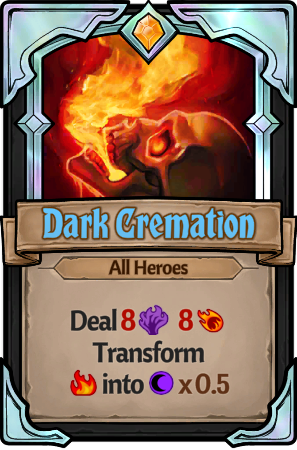 Dark Cremation
All Heroes
Deal 8 8
Transform
into x 0.5